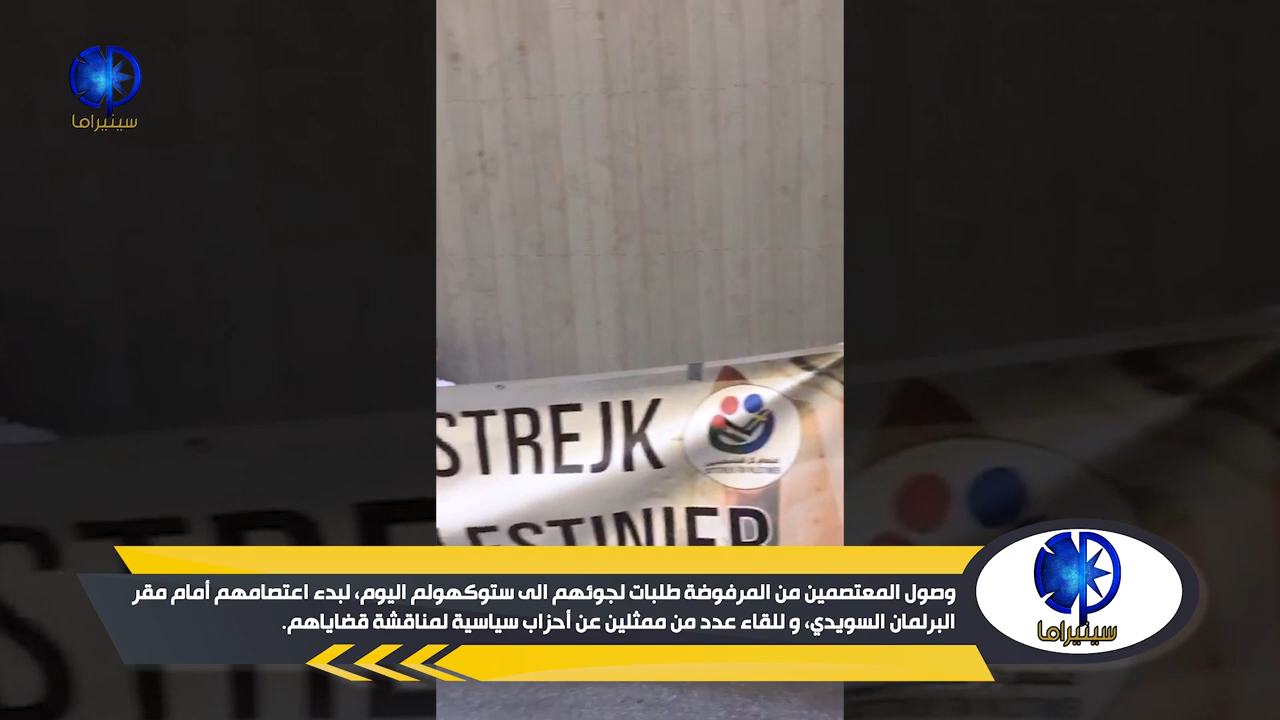 سينيراما
STREJK
LESTINIER
وصول المعتصمين من المرفوضة طلبات لجوئهم الى ستوكهولم اليوم، لبدء اعتصامهم أمام مقر
البرلمان السويدي، و للقاء عدد من ممثلين عن أحزاب سياسية لمناقشة قضاياهم.
سينيراما